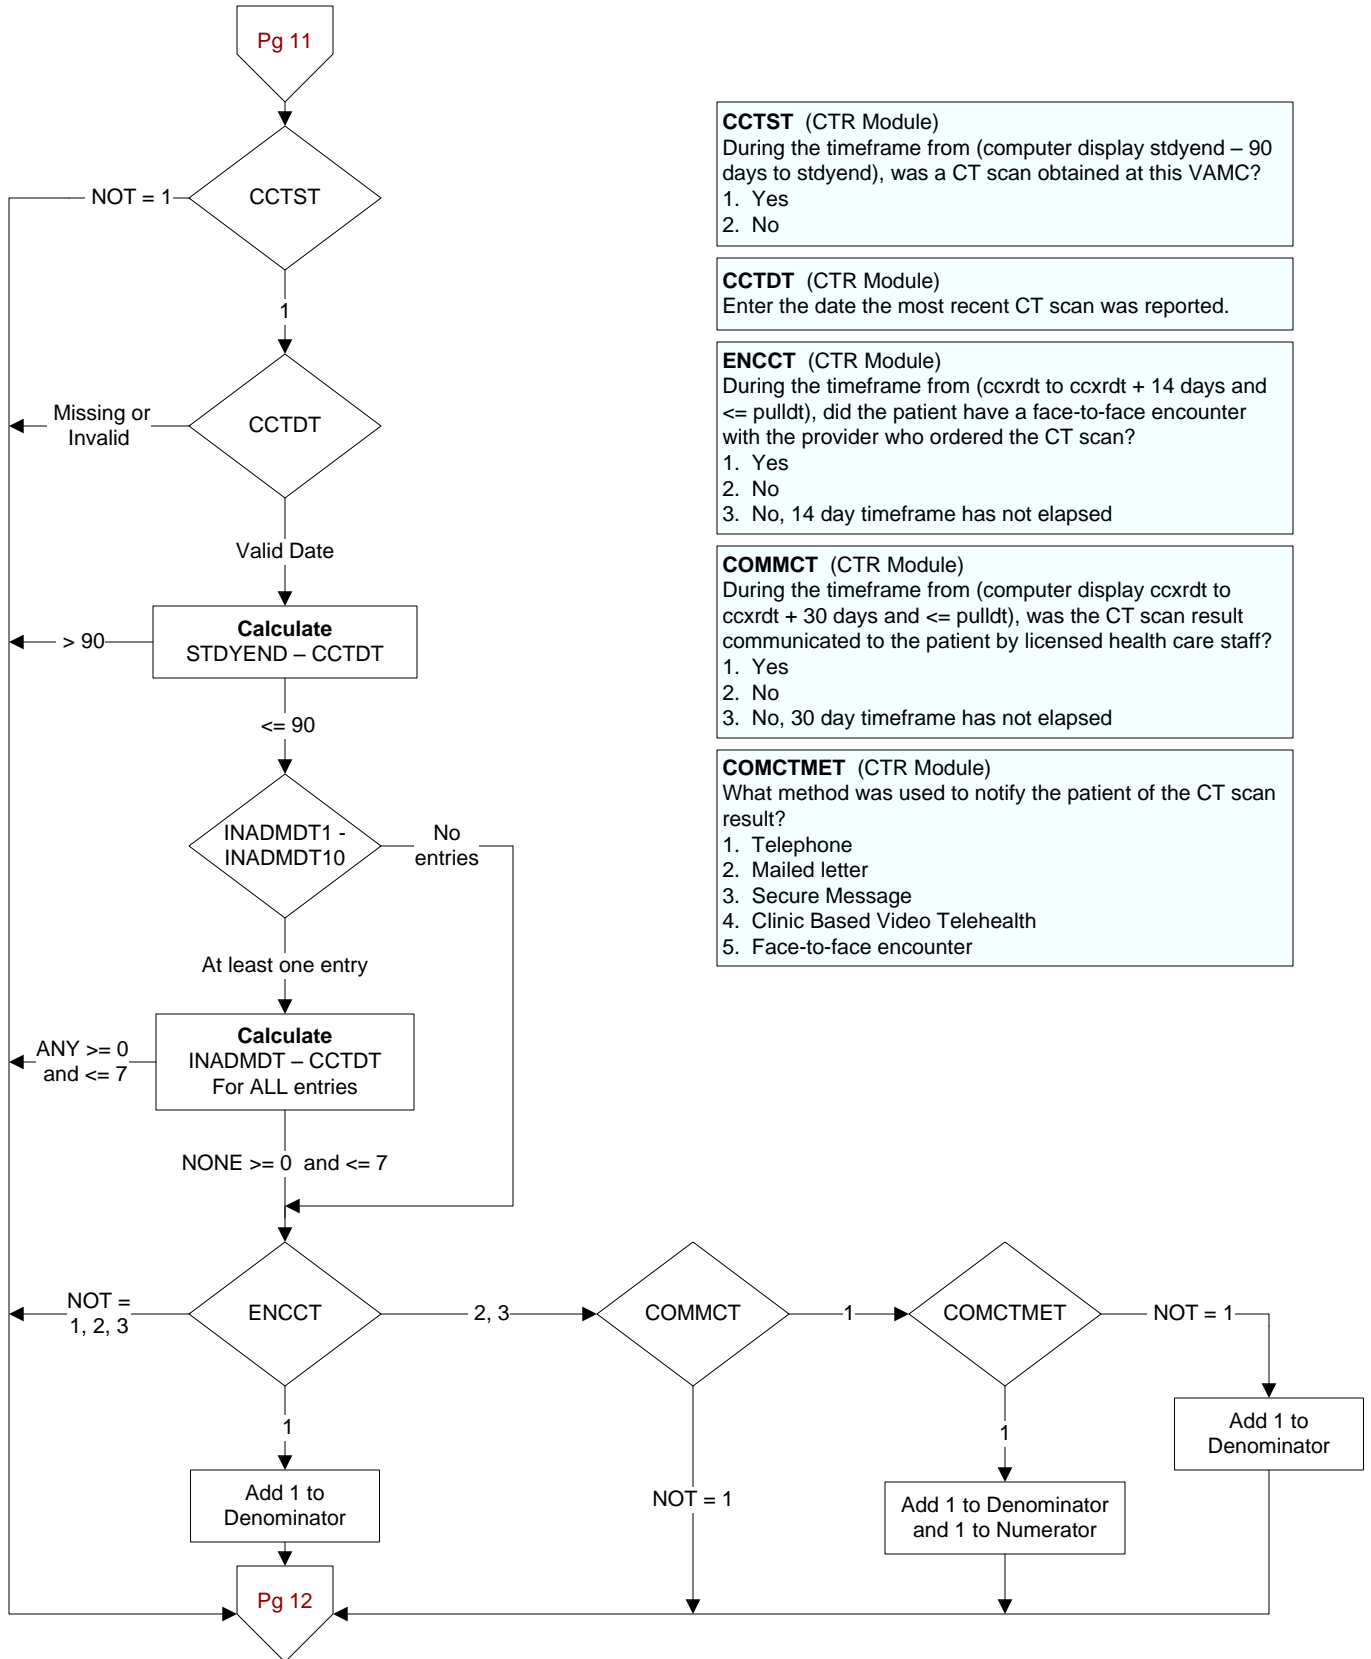 Pg 11
CCTST
NOT = 1
1
CCTDT
Missing or
Invalid
Valid Date
Calculate
STDYEND – CCTDT
> 90
<= 90
INADMDT1 -
INADMDT10
No
entries
At least one entry
Calculate
INADMDT – CCTDT
For ALL entries
ANY >= 0
and <= 7
NONE >= 0 and <= 7
ENCCT
NOT =
1, 2, 3
2, 3
COMMCT
1
COMCTMET
NOT = 1
1
Add 1 to
Denominator
NOT = 1
1
Add 1 to Denominator
and 1 to Numerator
Add 1 to
Denominator
Pg 12
CCTST (CTR Module)
During the timeframe from (computer display stdyend – 90
days to stdyend), was a CT scan obtained at this VAMC?
1. Yes
2. No
CCTDT (CTR Module)
Enter the date the most recent CT scan was reported.
ENCCT (CTR Module)
During the timeframe from (ccxrdt to ccxrdt + 14 days and
<= pulldt), did the patient have a face-to-face encounter
with the provider who ordered the CT scan?
1. Yes
2. No
3. No, 14 day timeframe has not elapsed
COMMCT (CTR Module)
During the timeframe from (computer display ccxrdt to
ccxrdt + 30 days and <= pulldt), was the CT scan result
communicated to the patient by licensed health care staff?
1. Yes
2. No
3. No, 30 day timeframe has not elapsed
COMCTMET (CTR Module)
What method was used to notify the patient of the CT scan
result?
1. Telephone
2. Mailed letter
3. Secure Message
4. Clinic Based Video Telehealth
5. Face-to-face encounter